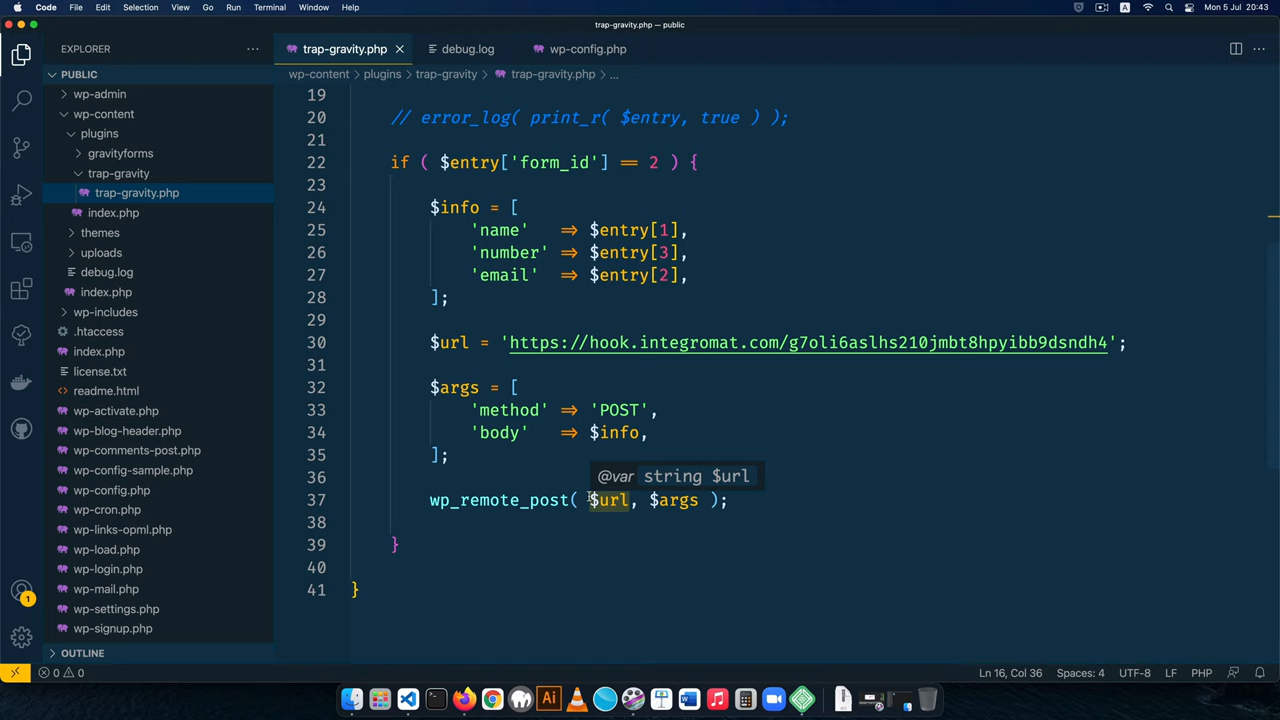 Code File Edit Selection View Go Run Terminal Window Help A Mon 5 Jul 20:43
trap-gravity.php — public
EXPLORER
trap-gravity.php
debug.log
wp-config.php
wp-content > plugins > trap-gravity > trap-gravity.php > ...
PUBLIC
wp-admin
wp-content
plugins
gravityforms
trap-gravity
trap-gravity.php
index.php
themes
uploads
debug.log
index.php
wp-includes
.htaccess
index.php
license.txt
readme.html
wp-activate.php
wp-blog-header.php
wp-comments-post.php
wp-config-sample.php
wp-config.php
wp-cron.php
wp-links-opml.php
wp-load.php
wp-login.php
wp-mail.php
wp-settings.php
wp-signup.php
OUTLINE
1
19
20 // error_log( print_r( $entry, true ) );
21
22 if ( $entry['form_id'] == 2 ) {
23
24 $info = [
25 'name' => $entry[1],
26 'number' => $entry[3],
27 'email' => $entry[2],
28 ];
29
30 $url = 'https://hook.integromat.com/g7oli6aslhs210jmbt8hpyibb9dsndh4';
31
32 $args = [
33 'method' => 'POST',
34 'body' => $info,
35 ];
36
@var string $url
37 wp_remote_post( $url, $args );
38
39 }
40
41 }
0 0
Ln 16, Col 36 Spaces: 4 UTF-8 LF PHP
Ai